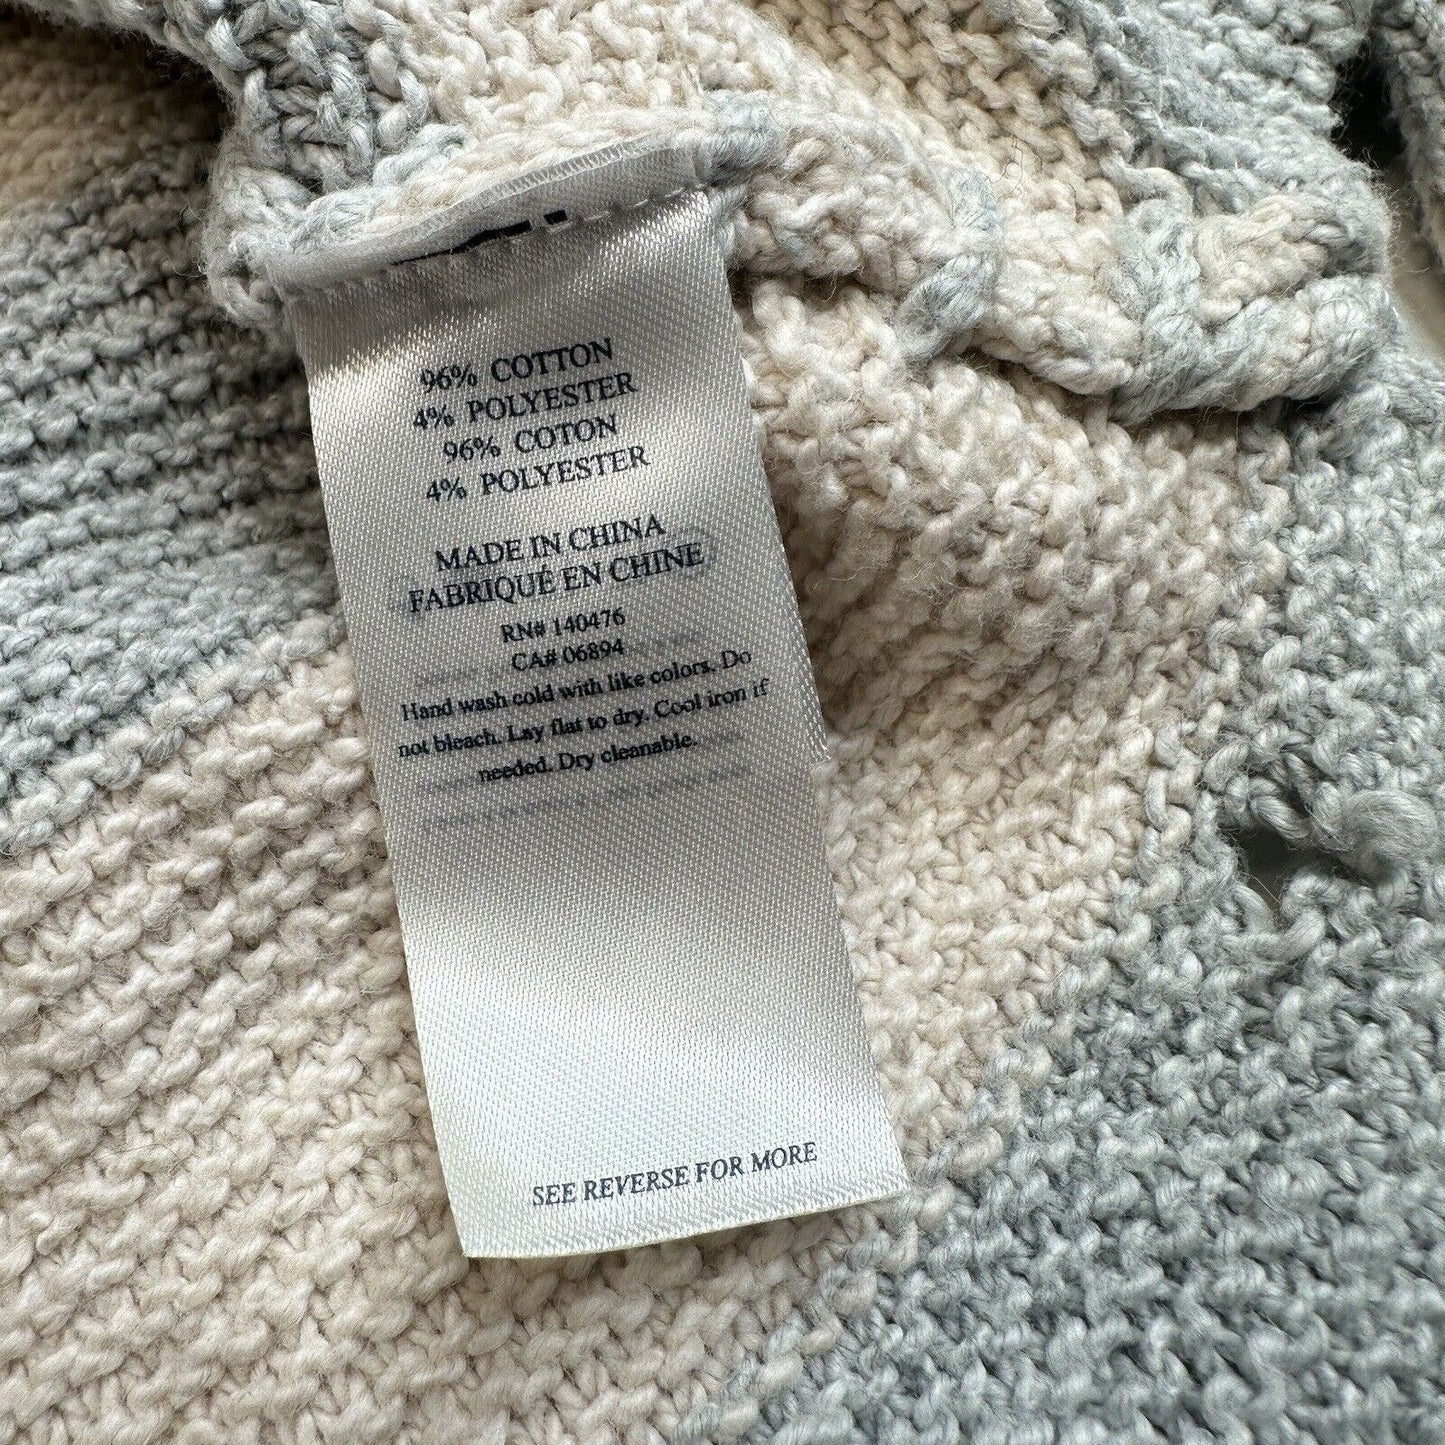 96% COTTON
4% POLYESTER
96% COTON
4% POLYESTER
MADE IN CHINA
FABRIQUÉ EN CHINE
RN# 140476
CA# 06894
Hand wash cold with like colors. Do
not bleach. Lay flat to dry. Cool iron if
needed. Dry cleanable.
SEE REVERSE FOR MORE